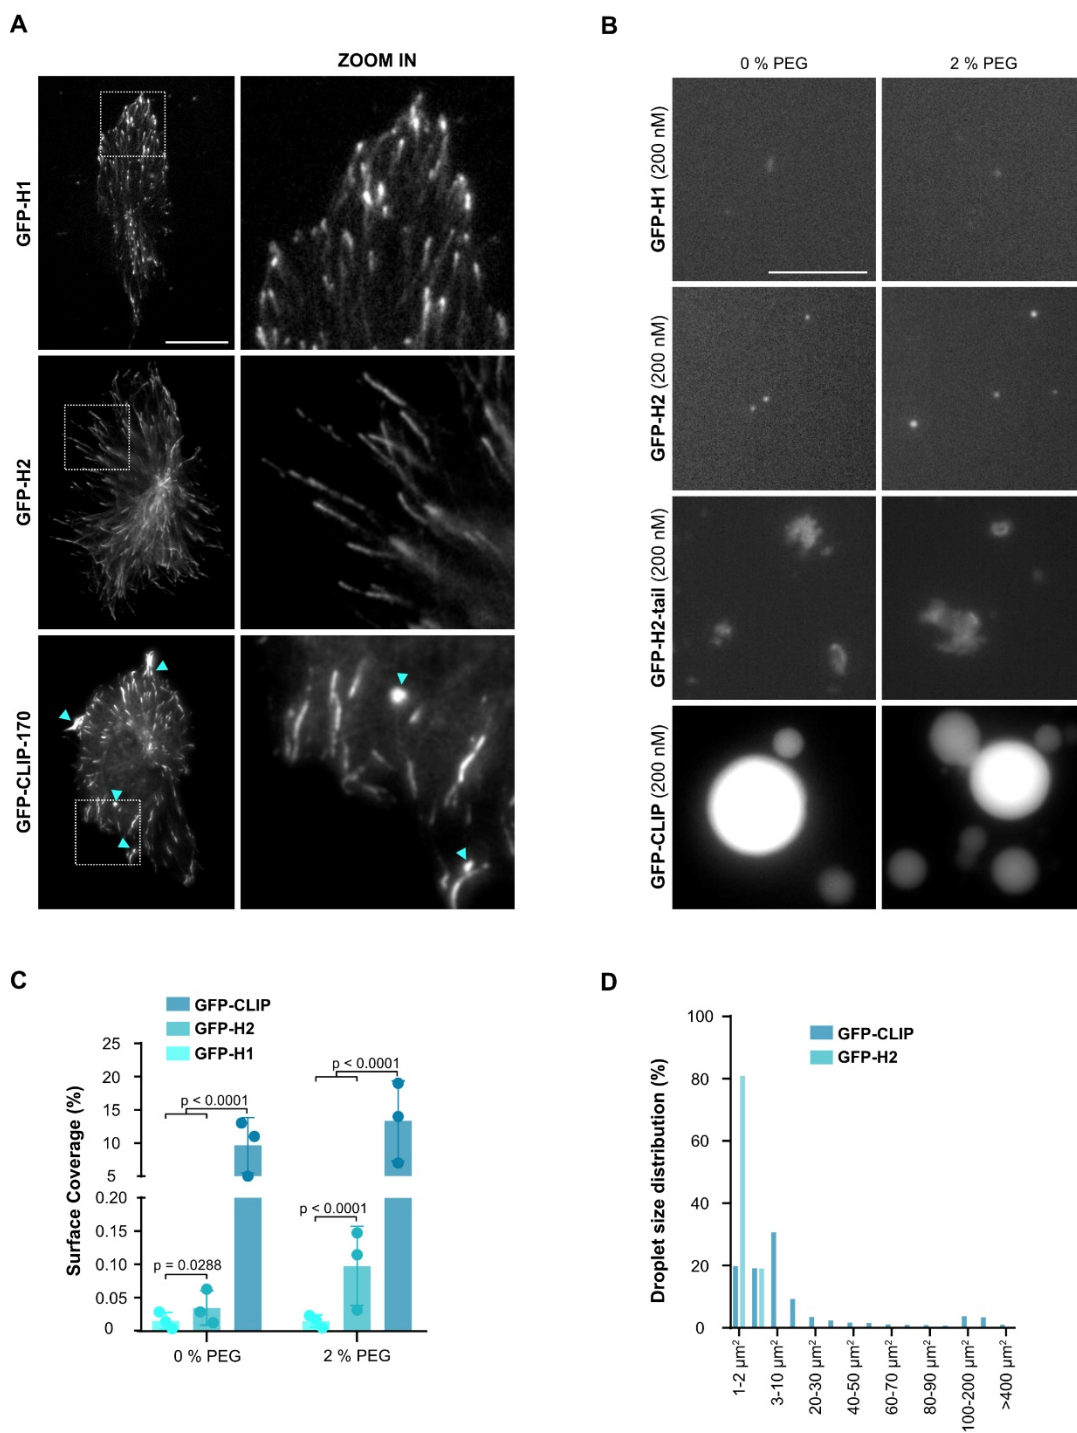 A
ZOOM IN
GFP-H1
GFP-H2
GFP-CLIP-170
B
0 % PEG
2 % PEG
GFP-H1 (200 nM)
GFP-H2 (200 nM)
GFP-H2-tail (200 nM)
GFP-CLIP (200 nM)
C
GFP-CLIP
GFP-H2
GFP-H1
Surface Coverage (%)
25
20
15
10
5
0.20
0.15
0.10
0.05
0
p < 0.0001
p = 0.0288
p < 0.0001
p < 0.0001
0 % PEG
2 % PEG
D
GFP-CLIP
GFP-H2
Droplet size distribution (%)
100
80
60
40
20
0
1-2 µm²
3-10 µm²
20-30 µm²
40-50 µm²
60-70 µm²
80-90 µm²
100-200 µm²
>400 µm²